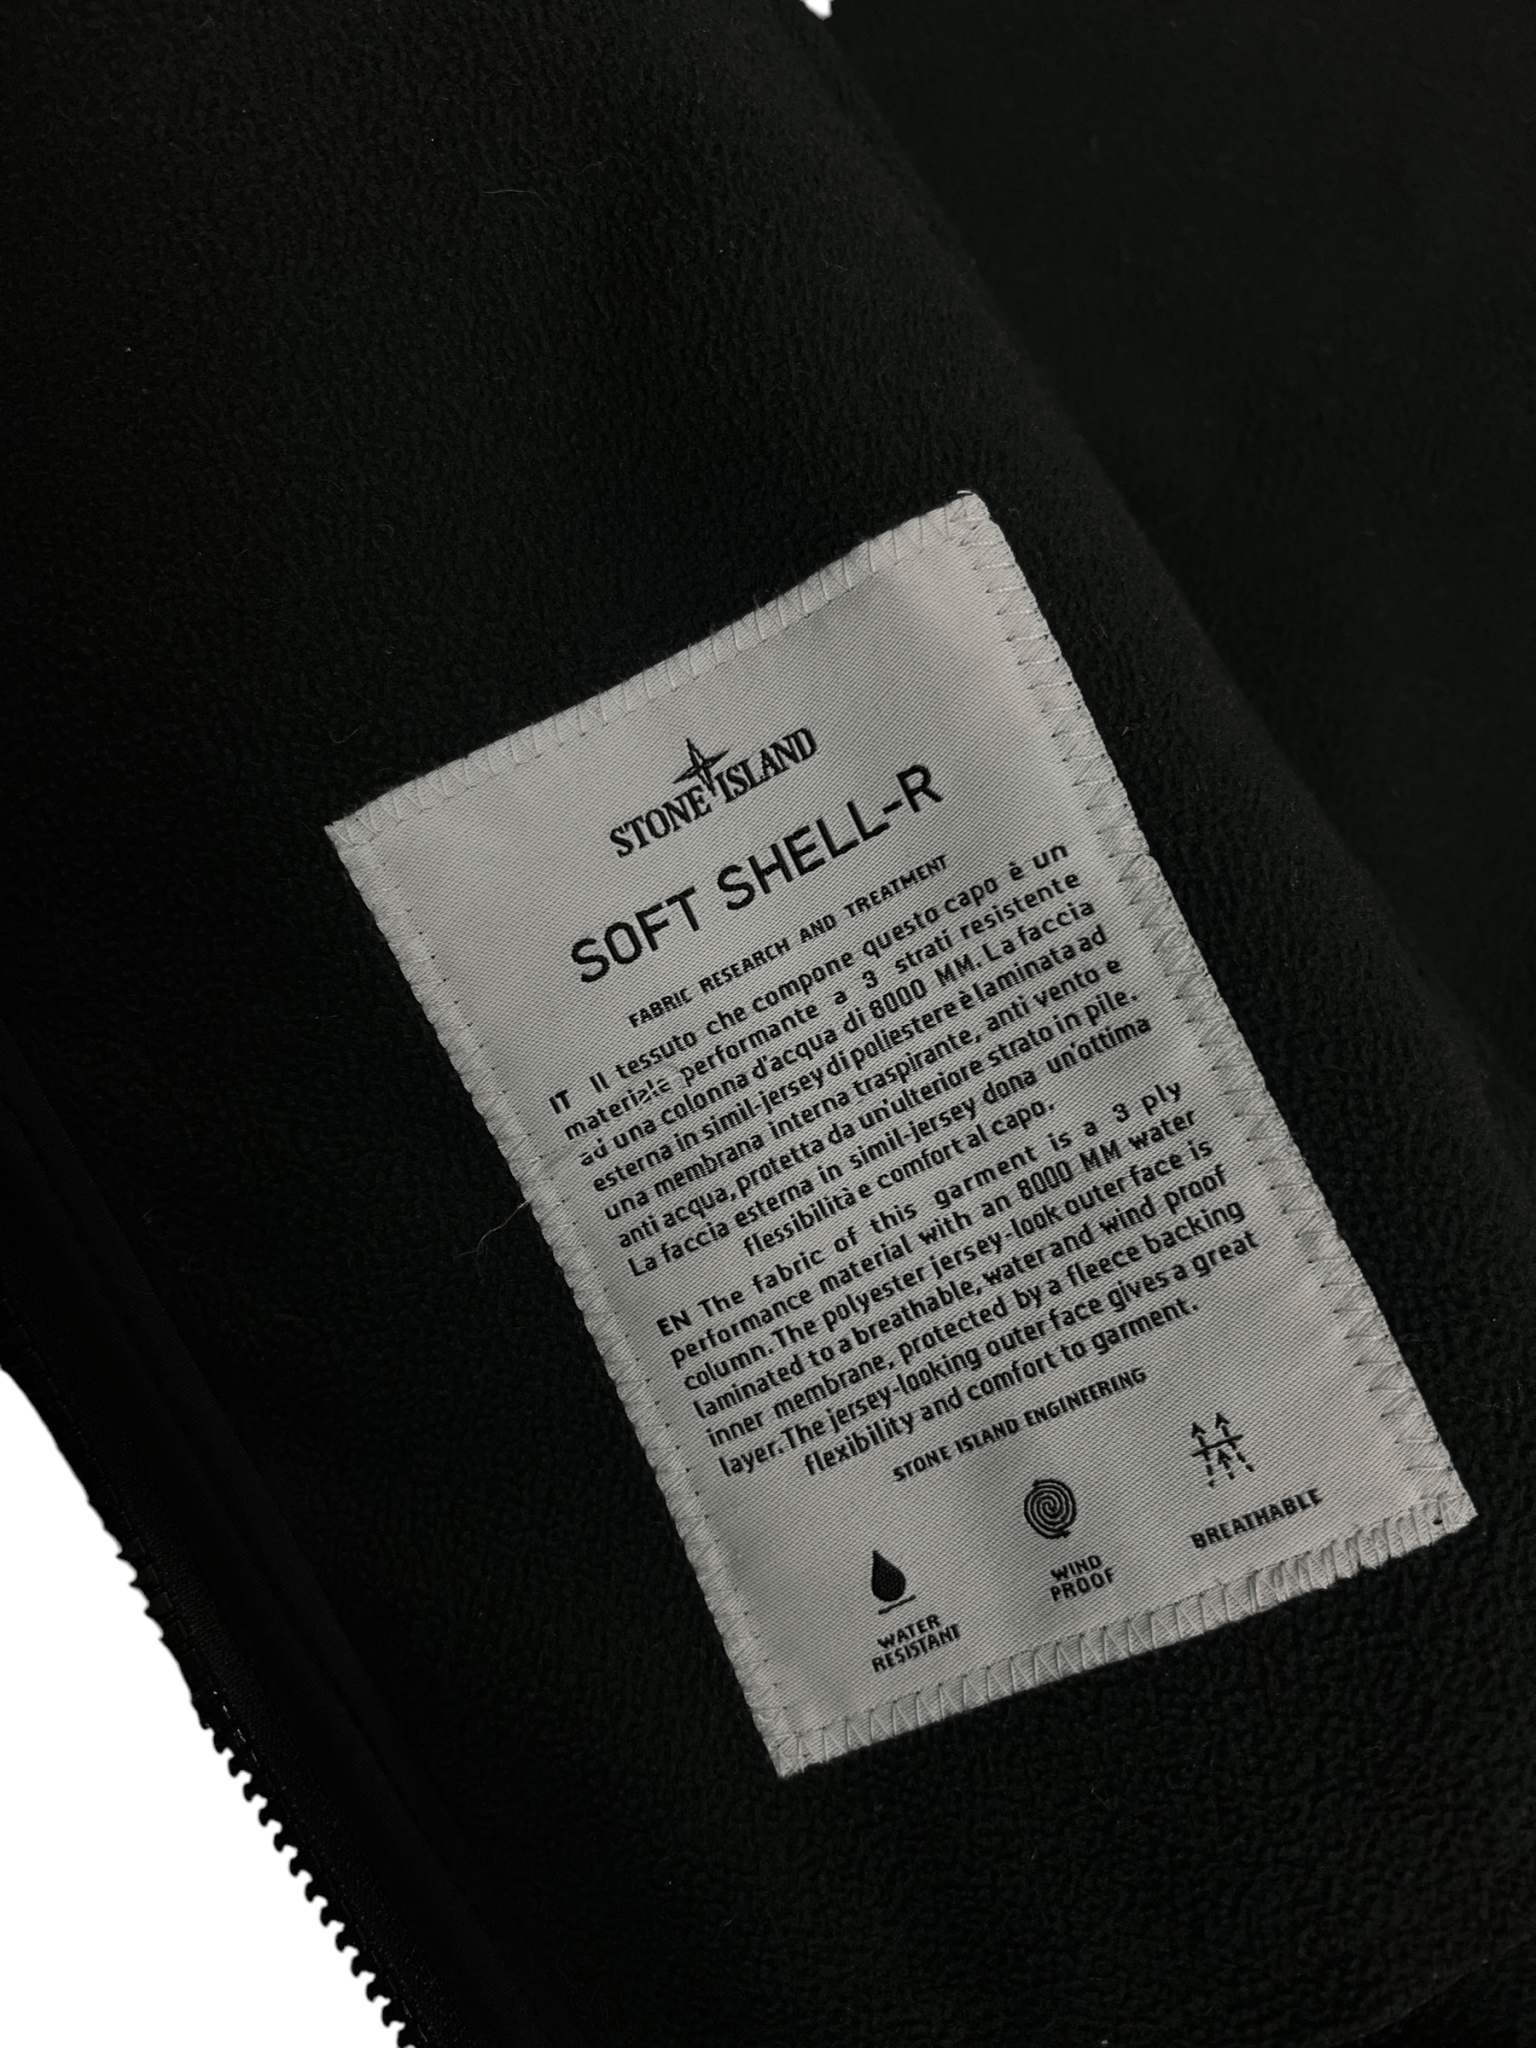 STONE ISLAND
SOFT SHELL-R
FABRIC RESEARCH AND TREATMENT
IT Il tessuto che compone questo capo è un
materiale performante a 3 strati resistente
ad una colonna d'acqua di 8000 MM. La faccia
esterna in simil-jersey di poliestere è laminata ad
una membrana interna traspirante, anti vento e
anti acqua, protetta da un'ulteriore strato in pile.
La faccia esterna in simil-jersey dona un'ottima
flessibilità e comfort al capo.
EN The fabric of this garment is a 3 ply
performance material with an 8000 MM water
column. The polyester jersey-look outer face is
laminated to a breathable, water and wind proof
inner membrane, protected by a fleece backing
layer. The jersey-looking outer face gives a great
flexibility and comfort to garment.
STONE ISLAND ENGINEERING
WATER
RESISTANT
WIND
PROOF
BREATHABLE